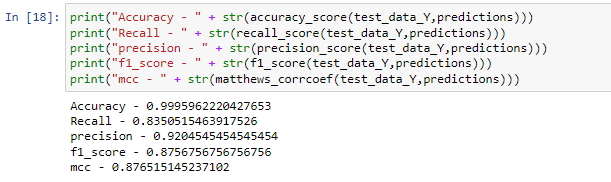 In [18]: print("Accuracy - " + str(accuracy_score(test_data_Y,predictions)))
print("Recall - " + str(recall_score(test_data_Y,predictions)))
print("precision - " + str(precision_score(test_data_Y,predictions)))
print("f1_score - " + str(f1_score(test_data_Y,predictions)))
print("mcc - " + str(matthews_corrcoef(test_data_Y,predictions)))
Accuracy - 0.9995962220427653
Recall - 0.8350515463917526
precision - 0.9204545454545454
f1_score - 0.8756756756756756
mcc - 0.876515145237102